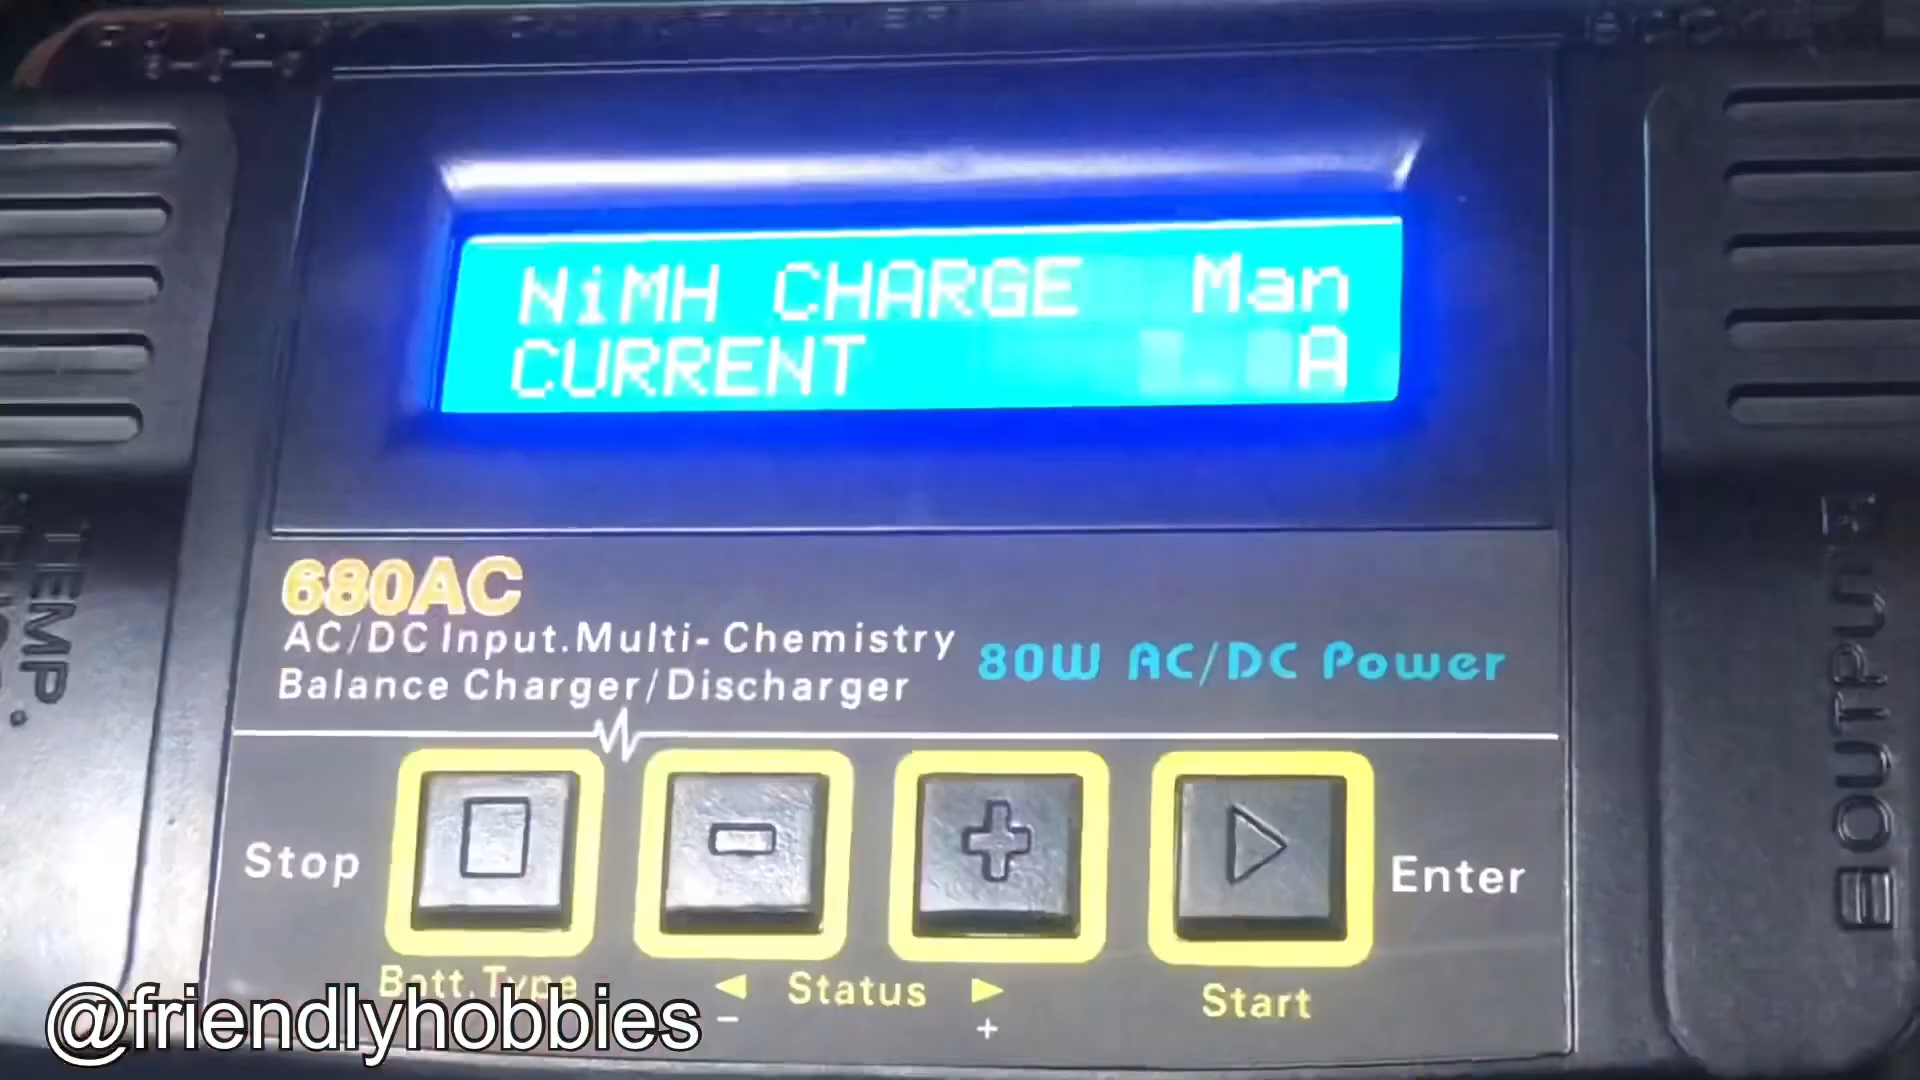 NiMH CHARGE Man
CURRENT A
680AC
AC/DC Input.Multi-Chemistry
Balance Charger/Discharger
80W AC/DC Power
Stop
Enter
Batt.Type
◄ Status ►
- +
Start
TEMP.
@friendlyhobbies